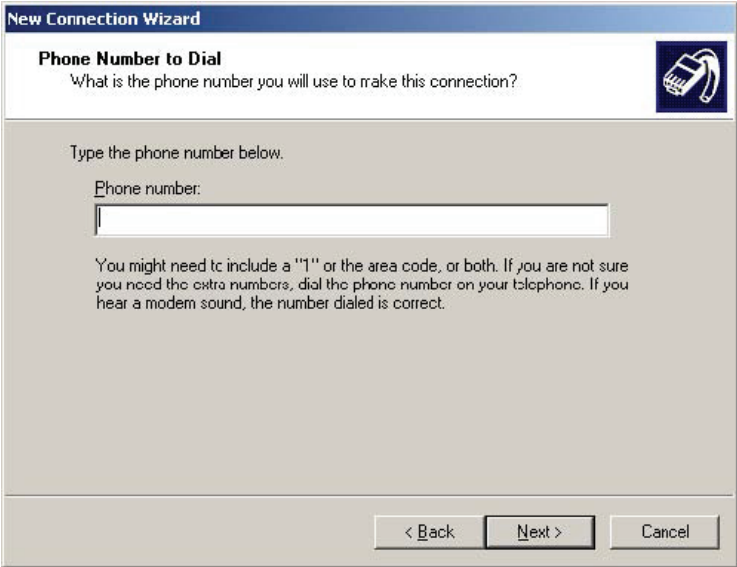 New Connection Wizard
Phone Number to Dial
What is the phone number you will use to make this connection?
Type the phone number below.
Phone number:
You might need to include a "1" or the area code, or both. If you are not sure
you need the extra numbers, dial the phone number on your telephone. If you
hear a modem sound, the number dialed is correct.
< Back
Next >
Cancel